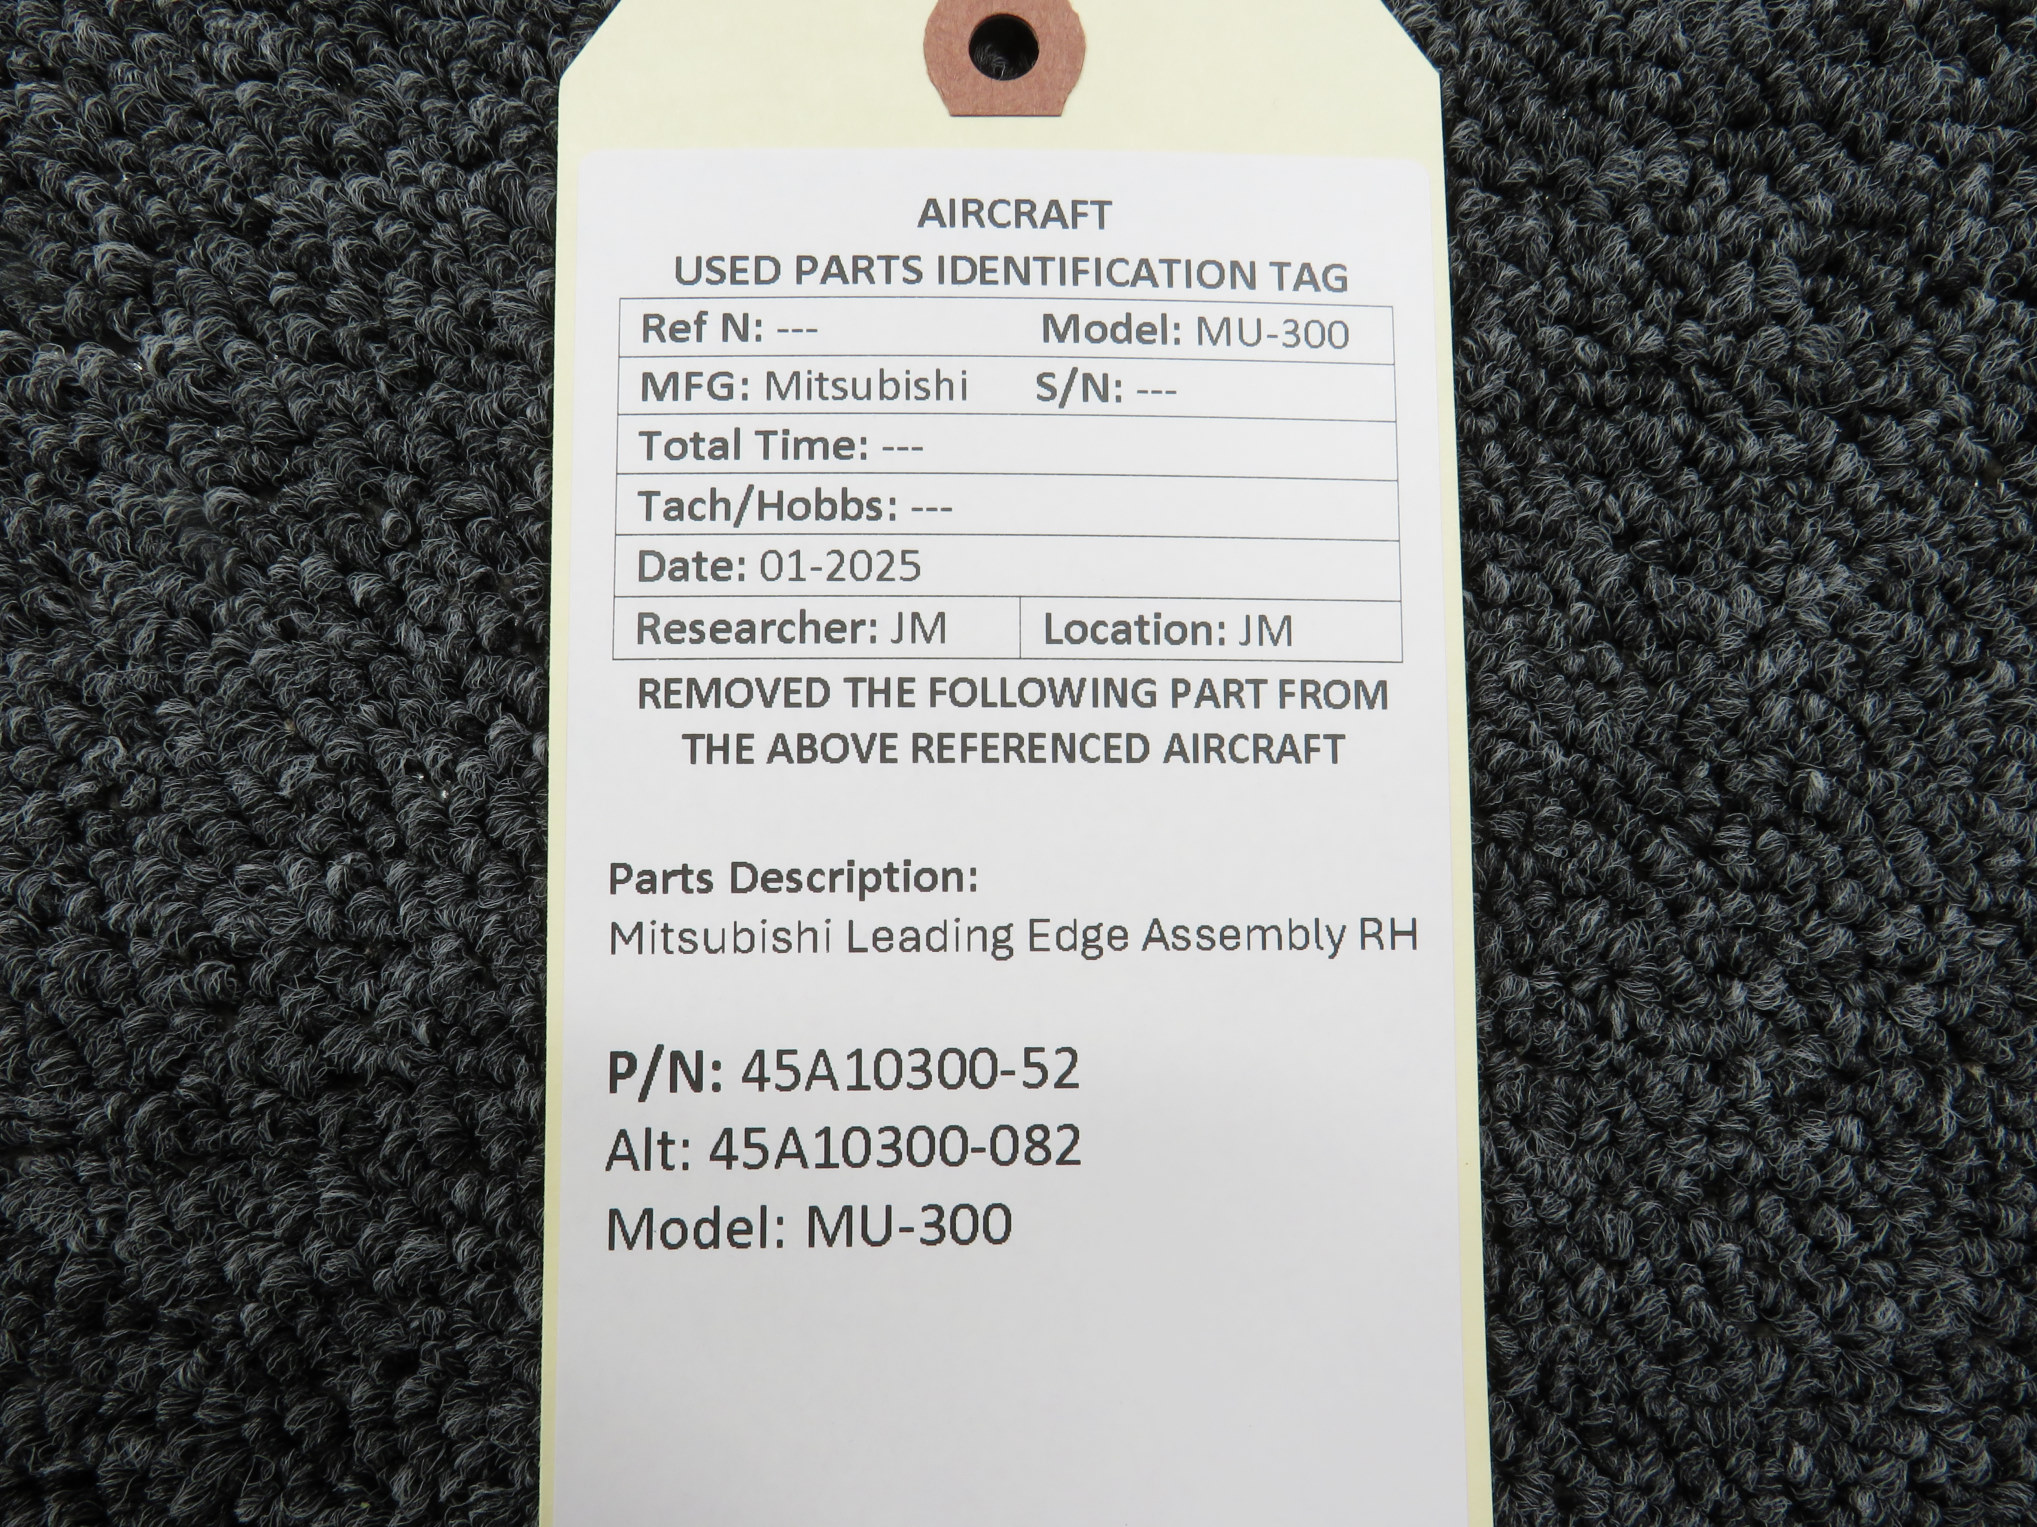 AIRCRAFT
USED PARTS IDENTIFICATION TAG
Ref N: --- Model: MU-300
MFG: Mitsubishi S/N: ---
Total Time: ---
Tach/Hobbs: ---
Date: 01-2025
Researcher: JM Location: JM
REMOVED THE FOLLOWING PART FROM
THE ABOVE REFERENCED AIRCRAFT
Parts Description:
Mitsubishi Leading Edge Assembly RH
P/N: 45A10300-52
Alt: 45A10300-082
Model: MU-300